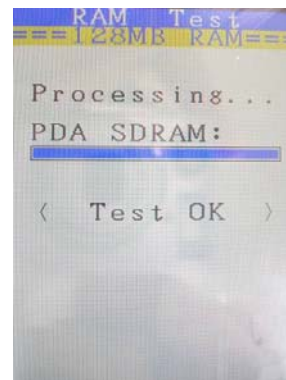 RAM Test
===128MB RAM===
Processing...
PDA SDRAM:
< Test OK >